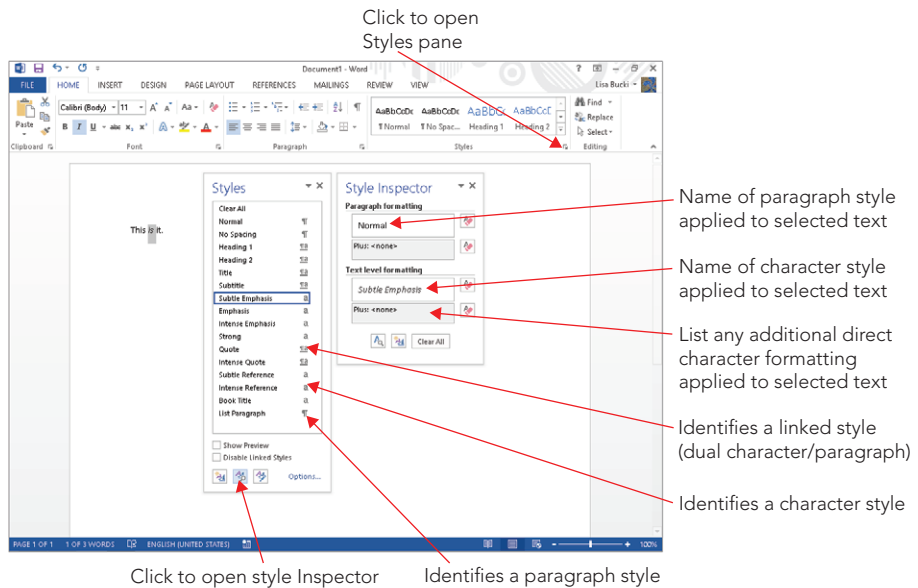 Click to open
Styles pane
Document1 - Word
FILE HOME INSERT DESIGN PAGE LAYOUT REFERENCES MAILINGS REVIEW VIEW Lisa Bucki
Calibri (Body) 11 Aa
Paste
B I U abc x₂ x² A A
AaBbCcDc AaBbCcDc AaBbC AaBbCcC
¶ Normal ¶ No Spac... Heading 1 Heading 2
Find
Replace
Select
Clipboard Font Paragraph Styles Editing
This is it.
Styles
Clear All
Normal ¶
No Spacing ¶
Heading 1 ¶a
Heading 2 ¶a
Title ¶a
Subtitle ¶a
Subtle Emphasis a
Emphasis a
Intense Emphasis a
Strong a
Quote ¶a
Intense Quote ¶a
Subtle Reference a
Intense Reference a
Book Title a
List Paragraph ¶
Show Preview
Disable Linked Styles
Options...
Style Inspector
Paragraph formatting
Normal
Plus: <none>
Text level formatting
Subtle Emphasis
Plus: <none>
Clear All
Name of paragraph style
applied to selected text
Name of character style
applied to selected text
List any additional direct
character formatting
applied to selected text
Identifies a linked style
(dual character/paragraph)
Identifies a character style
PAGE 1 OF 1 1 OF 3 WORDS ENGLISH (UNITED STATES) 100%
Click to open style Inspector
Identifies a paragraph style